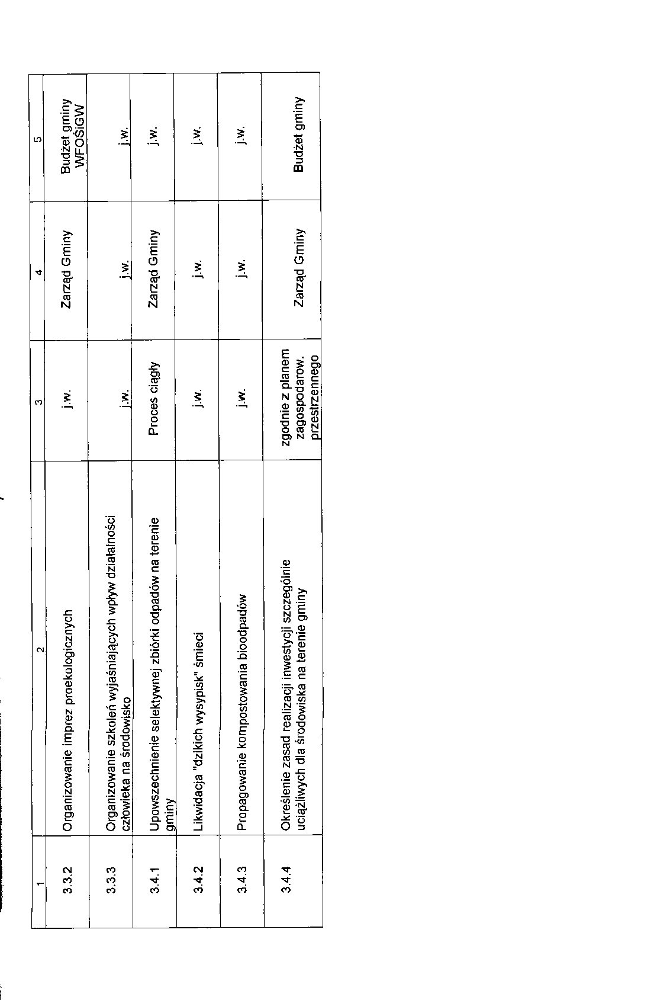 1 2 3 4 5
3.3.2 Organizowanie imprez proekologicznych j.w. Zarząd Gminy Budżet gminy
WFOŚiGW
3.3.3 Organizowanie szkoleń wyjaśniających wpływ działalności
człowieka na środowisko j.w. j.w. j.w.
3.4.1 Upowszechnienie selektywnej zbiórki odpadów na terenie Proces ciągły Zarząd Gminy j.w.
gminy
3.4.2 Likwidacja "dzikich wysypisk" śmieci j.w. j.w. j.w.
3.4.3 Propagowanie kompostowania bioodpadów j.w. j.w. j.w.
3.4.4 Określenie zasad realizacji inwestycji szczególnie zgodnie z planem
uciążliwych dla środowiska na terenie gminy zagospodarow. Zarząd Gminy Budżet gminy
przestrzennego